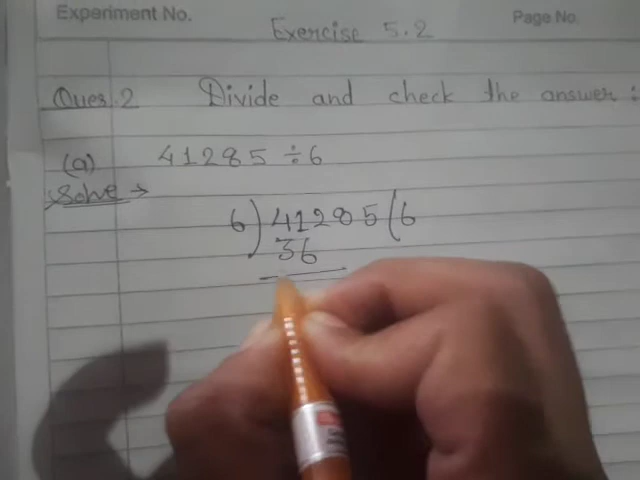 Experiment No. Page No.
Exercise 5.2
Ques.2 Divide and check the answer:
(a) 41285 ÷ 6
Solve →
6) 41285 (6
36